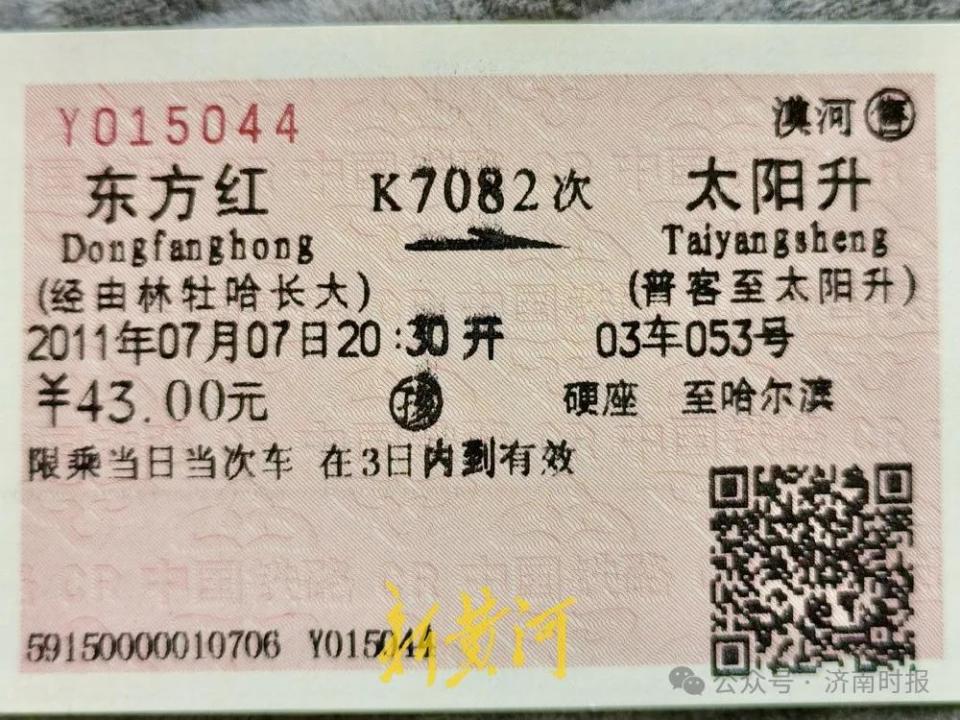 Y015044 漠河 售
东方红 K7082次 太阳升
Dongfanghong Taiyangsheng
(经由林牡哈长大) (普客至太阳升)
2011年07月07日20:30开 03车053号
￥43.00元 硬座 至哈尔滨
限乘当日当次车 在3日内到有效
59150000010706 Y015044
新黄河
公众号·济南时报